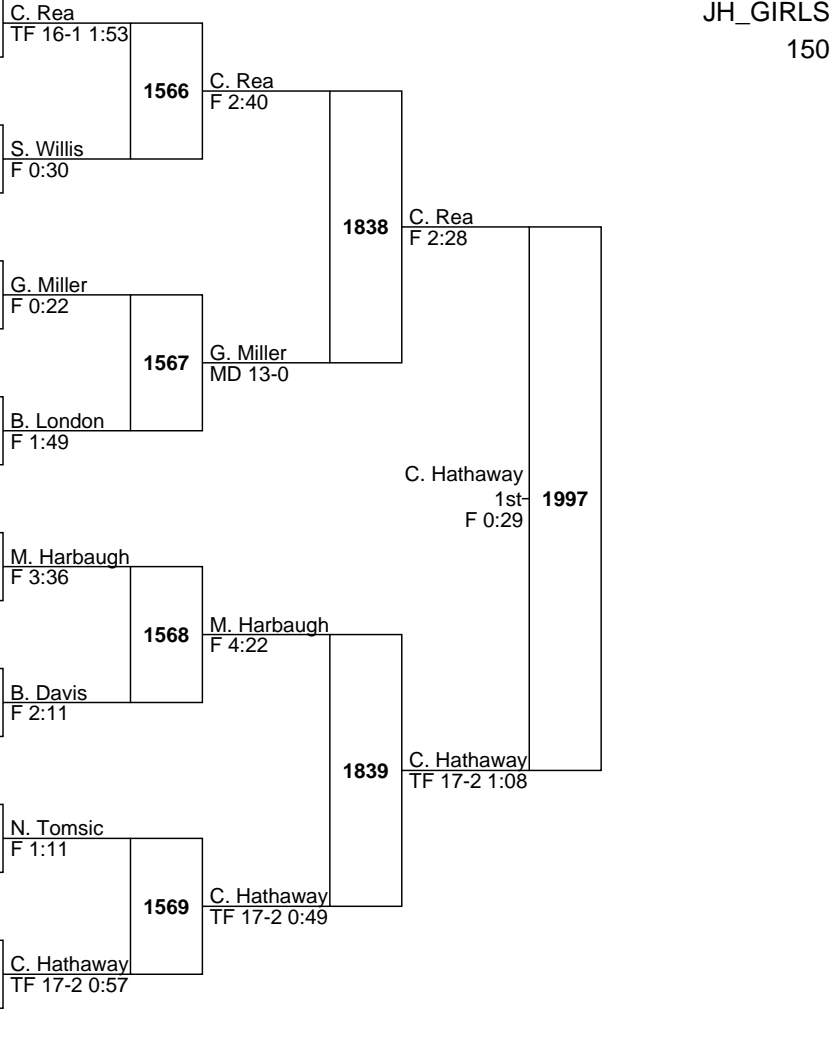 JH_GIRLS
150
C. Rea
TF 16-1 1:53
1566
S. Willis
F 0:30
C. Rea
F 2:40
G. Miller
F 0:22
1567
B. London
F 1:49
G. Miller
MD 13-0
1838
C. Rea
F 2:28
M. Harbaugh
F 3:36
1568
B. Davis
F 2:11
M. Harbaugh
F 4:22
N. Tomsic
F 1:11
1569
C. Hathaway
TF 17-2 0:57
C. Hathaway
TF 17-2 0:49
1839
C. Hathaway
TF 17-2 1:08
C. Hathaway
1st
F 0:29
1997